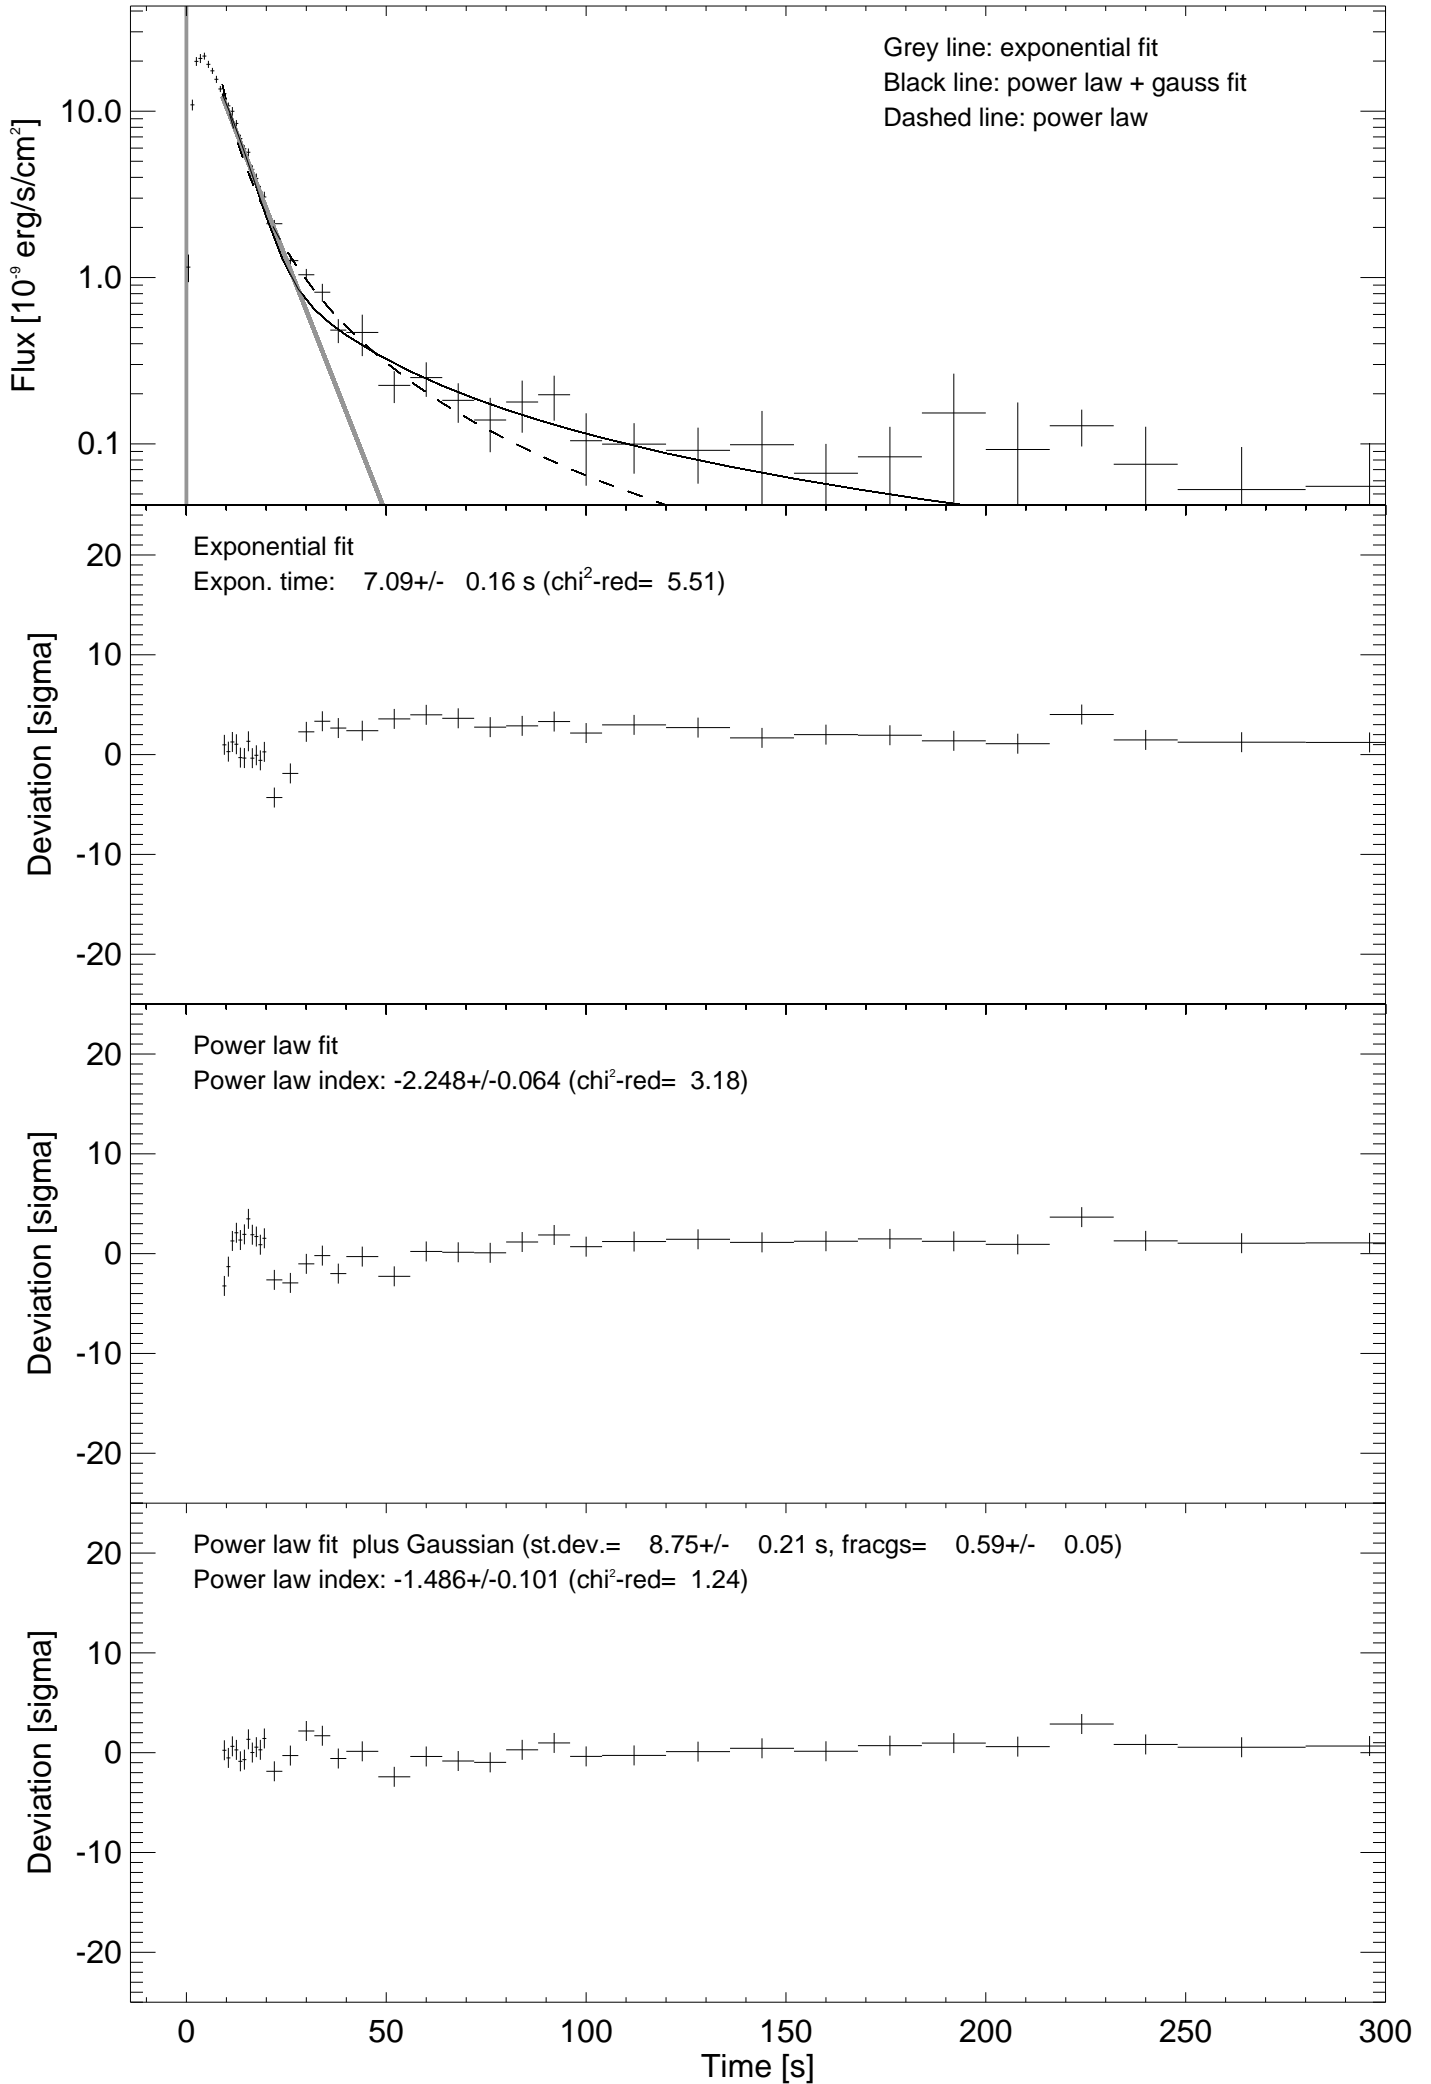 Grey line: exponential fit
Black line: power law + gauss fit
Dashed line: power law
10.0
1.0
0.1
Flux [10⁻⁹ erg/s/cm²]
Exponential fit
Expon. time: 7.09+/- 0.16 s (chi²-red= 5.51)
20
10
0
-10
-20
Deviation [sigma]
Power law fit
Power law index: -2.248+/-0.064 (chi²-red= 3.18)
20
10
0
-10
-20
Deviation [sigma]
Power law fit plus Gaussian (st.dev.= 8.75+/- 0.21 s, fracgs= 0.59+/- 0.05)
Power law index: -1.486+/-0.101 (chi²-red= 1.24)
20
10
0
-10
-20
Deviation [sigma]
0 50 100 150 200 250 300
Time [s]